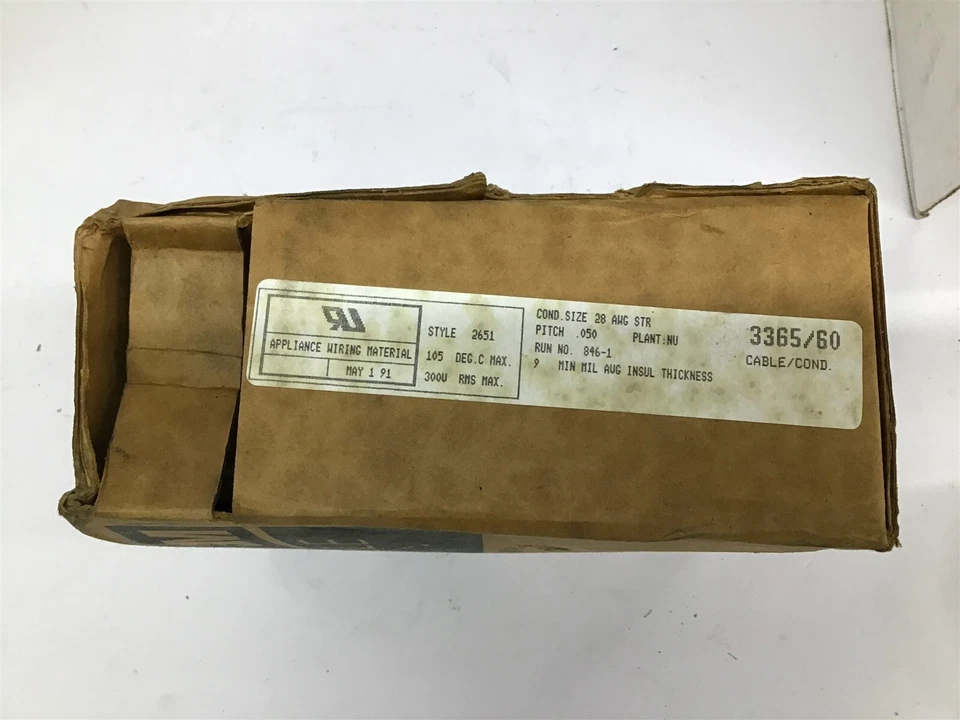 RU
APPLIANCE WIRING MATERIAL
MAY 1 91
STYLE 2651
105 DEG.C MAX.
300V RMS MAX.
COND.SIZE 28 AWG STR
PITCH .050 PLANT:NU
RUN NO. 846-1
9 MIN MIL AVG INSUL THICKNESS
3365/60
CABLE/COND.